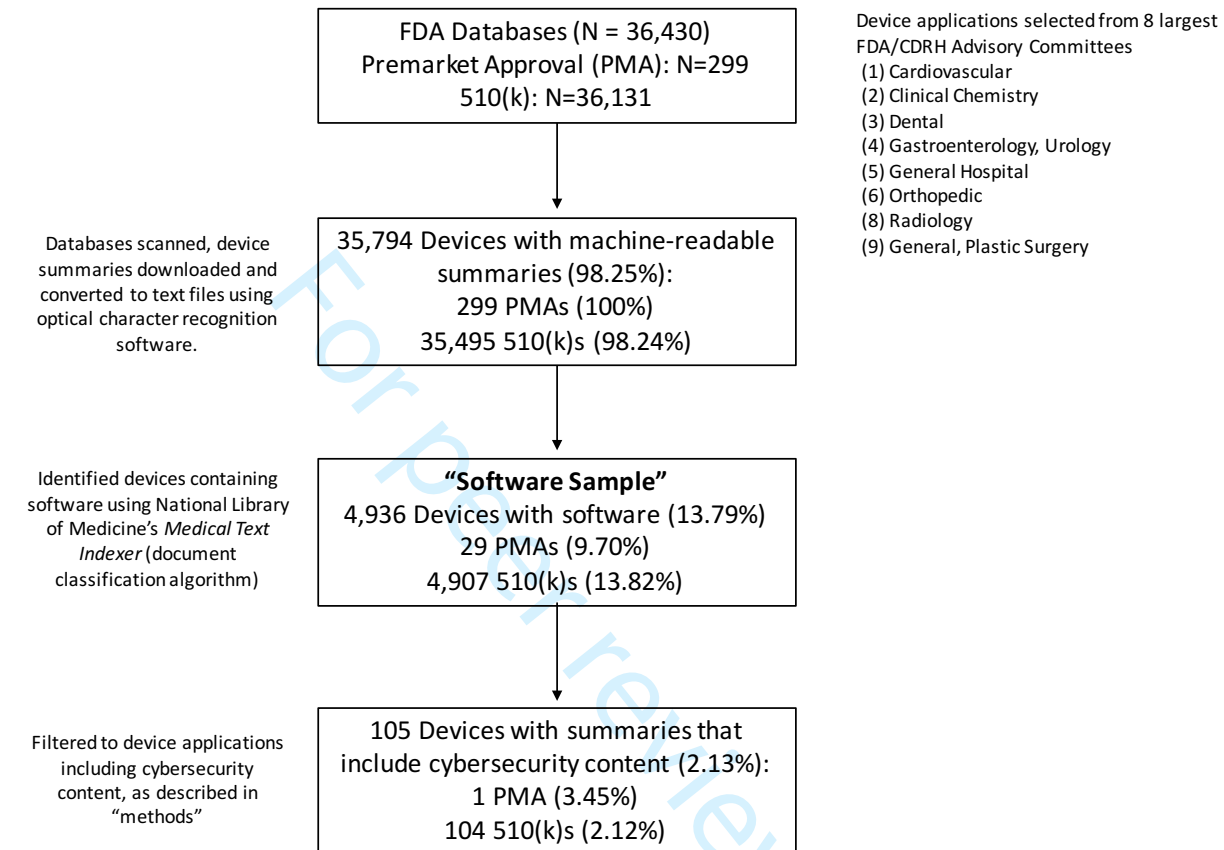 FDA Databases (N = 36,430)
Premarket Approval (PMA): N=299
510(k): N=36,131
Device applications selected from 8 largest
FDA/CDRH Advisory Committees
(1) Cardiovascular
(2) Clinical Chemistry
(3) Dental
(4) Gastroenterology, Urology
(5) General Hospital
(6) Orthopedic
(8) Radiology
(9) General, Plastic Surgery
Databases scanned, device
summaries downloaded and
converted to text files using
optical character recognition
software.
35,794 Devices with machine-readable
summaries (98.25%):
299 PMAs (100%)
35,495 510(k)s (98.24%)
Identified devices containing
software using National Library
of Medicine's Medical Text
Indexer (document
classification algorithm)
"Software Sample"
4,936 Devices with software (13.79%)
29 PMAs (9.70%)
4,907 510(k)s (13.82%)
Filtered to device applications
including cybersecurity
content, as described in
"methods"
105 Devices with summaries that
include cybersecurity content (2.13%):
1 PMA (3.45%)
104 510(k)s (2.12%)
For peer review